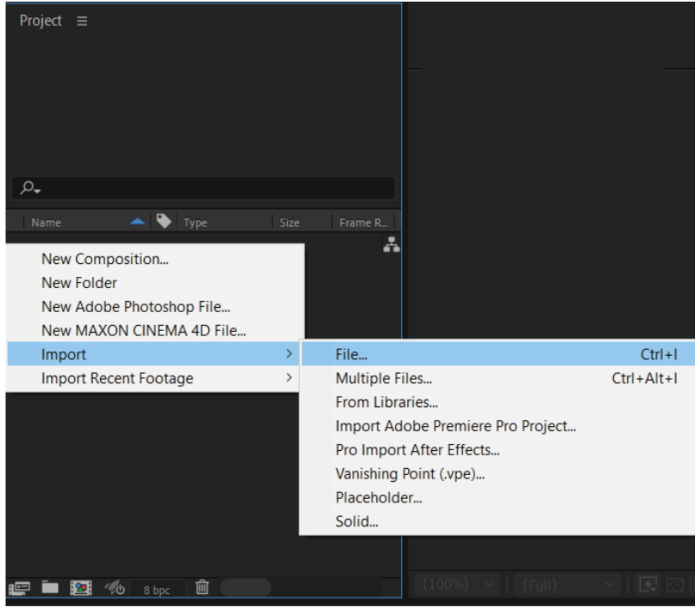 Project
Name Type Size Frame R...
New Composition...
New Folder
New Adobe Photoshop File...
New MAXON CINEMA 4D File...
Import
Import Recent Footage
File... Ctrl+I
Multiple Files... Ctrl+Alt+I
From Libraries...
Import Adobe Premiere Pro Project...
Pro Import After Effects...
Vanishing Point (.vpe)...
Placeholder...
Solid...
8 bpc (100%) (Full)